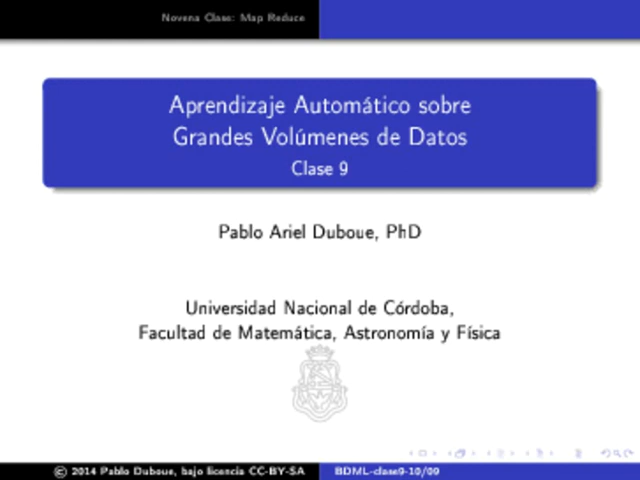 Novena Clase: Map Reduce
Aprendizaje Automático sobre
Grandes Volúmenes de Datos
Clase 9
Pablo Ariel Duboue, PhD
Universidad Nacional de Córdoba,
Facultad de Matemática, Astronomía y Física
© 2014 Pablo Duboue, bajo licencia CC-BY-SA
BDML-clase9-10/09